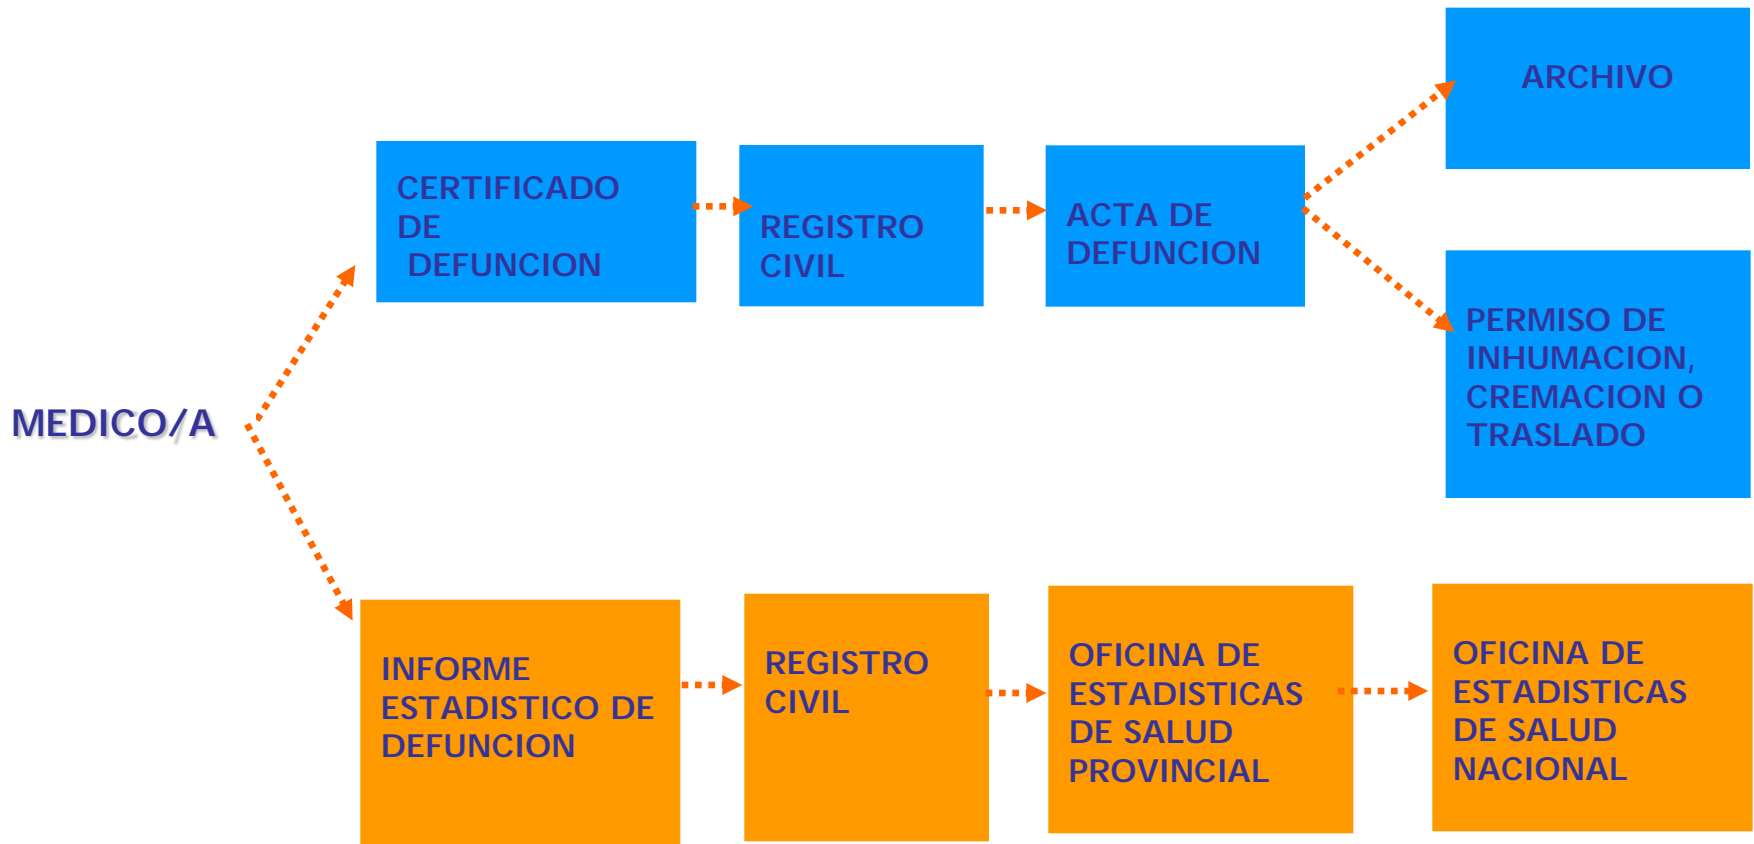 MEDICO/A
CERTIFICADO
DE
DEFUNCION
REGISTRO
CIVIL
ACTA DE
DEFUNCION
ARCHIVO
PERMISO DE
INHUMACION,
CREMACION O
TRASLADO
INFORME
ESTADISTICO DE
DEFUNCION
REGISTRO
CIVIL
OFICINA DE
ESTADISTICAS
DE SALUD
PROVINCIAL
OFICINA DE
ESTADISTICAS
DE SALUD
NACIONAL